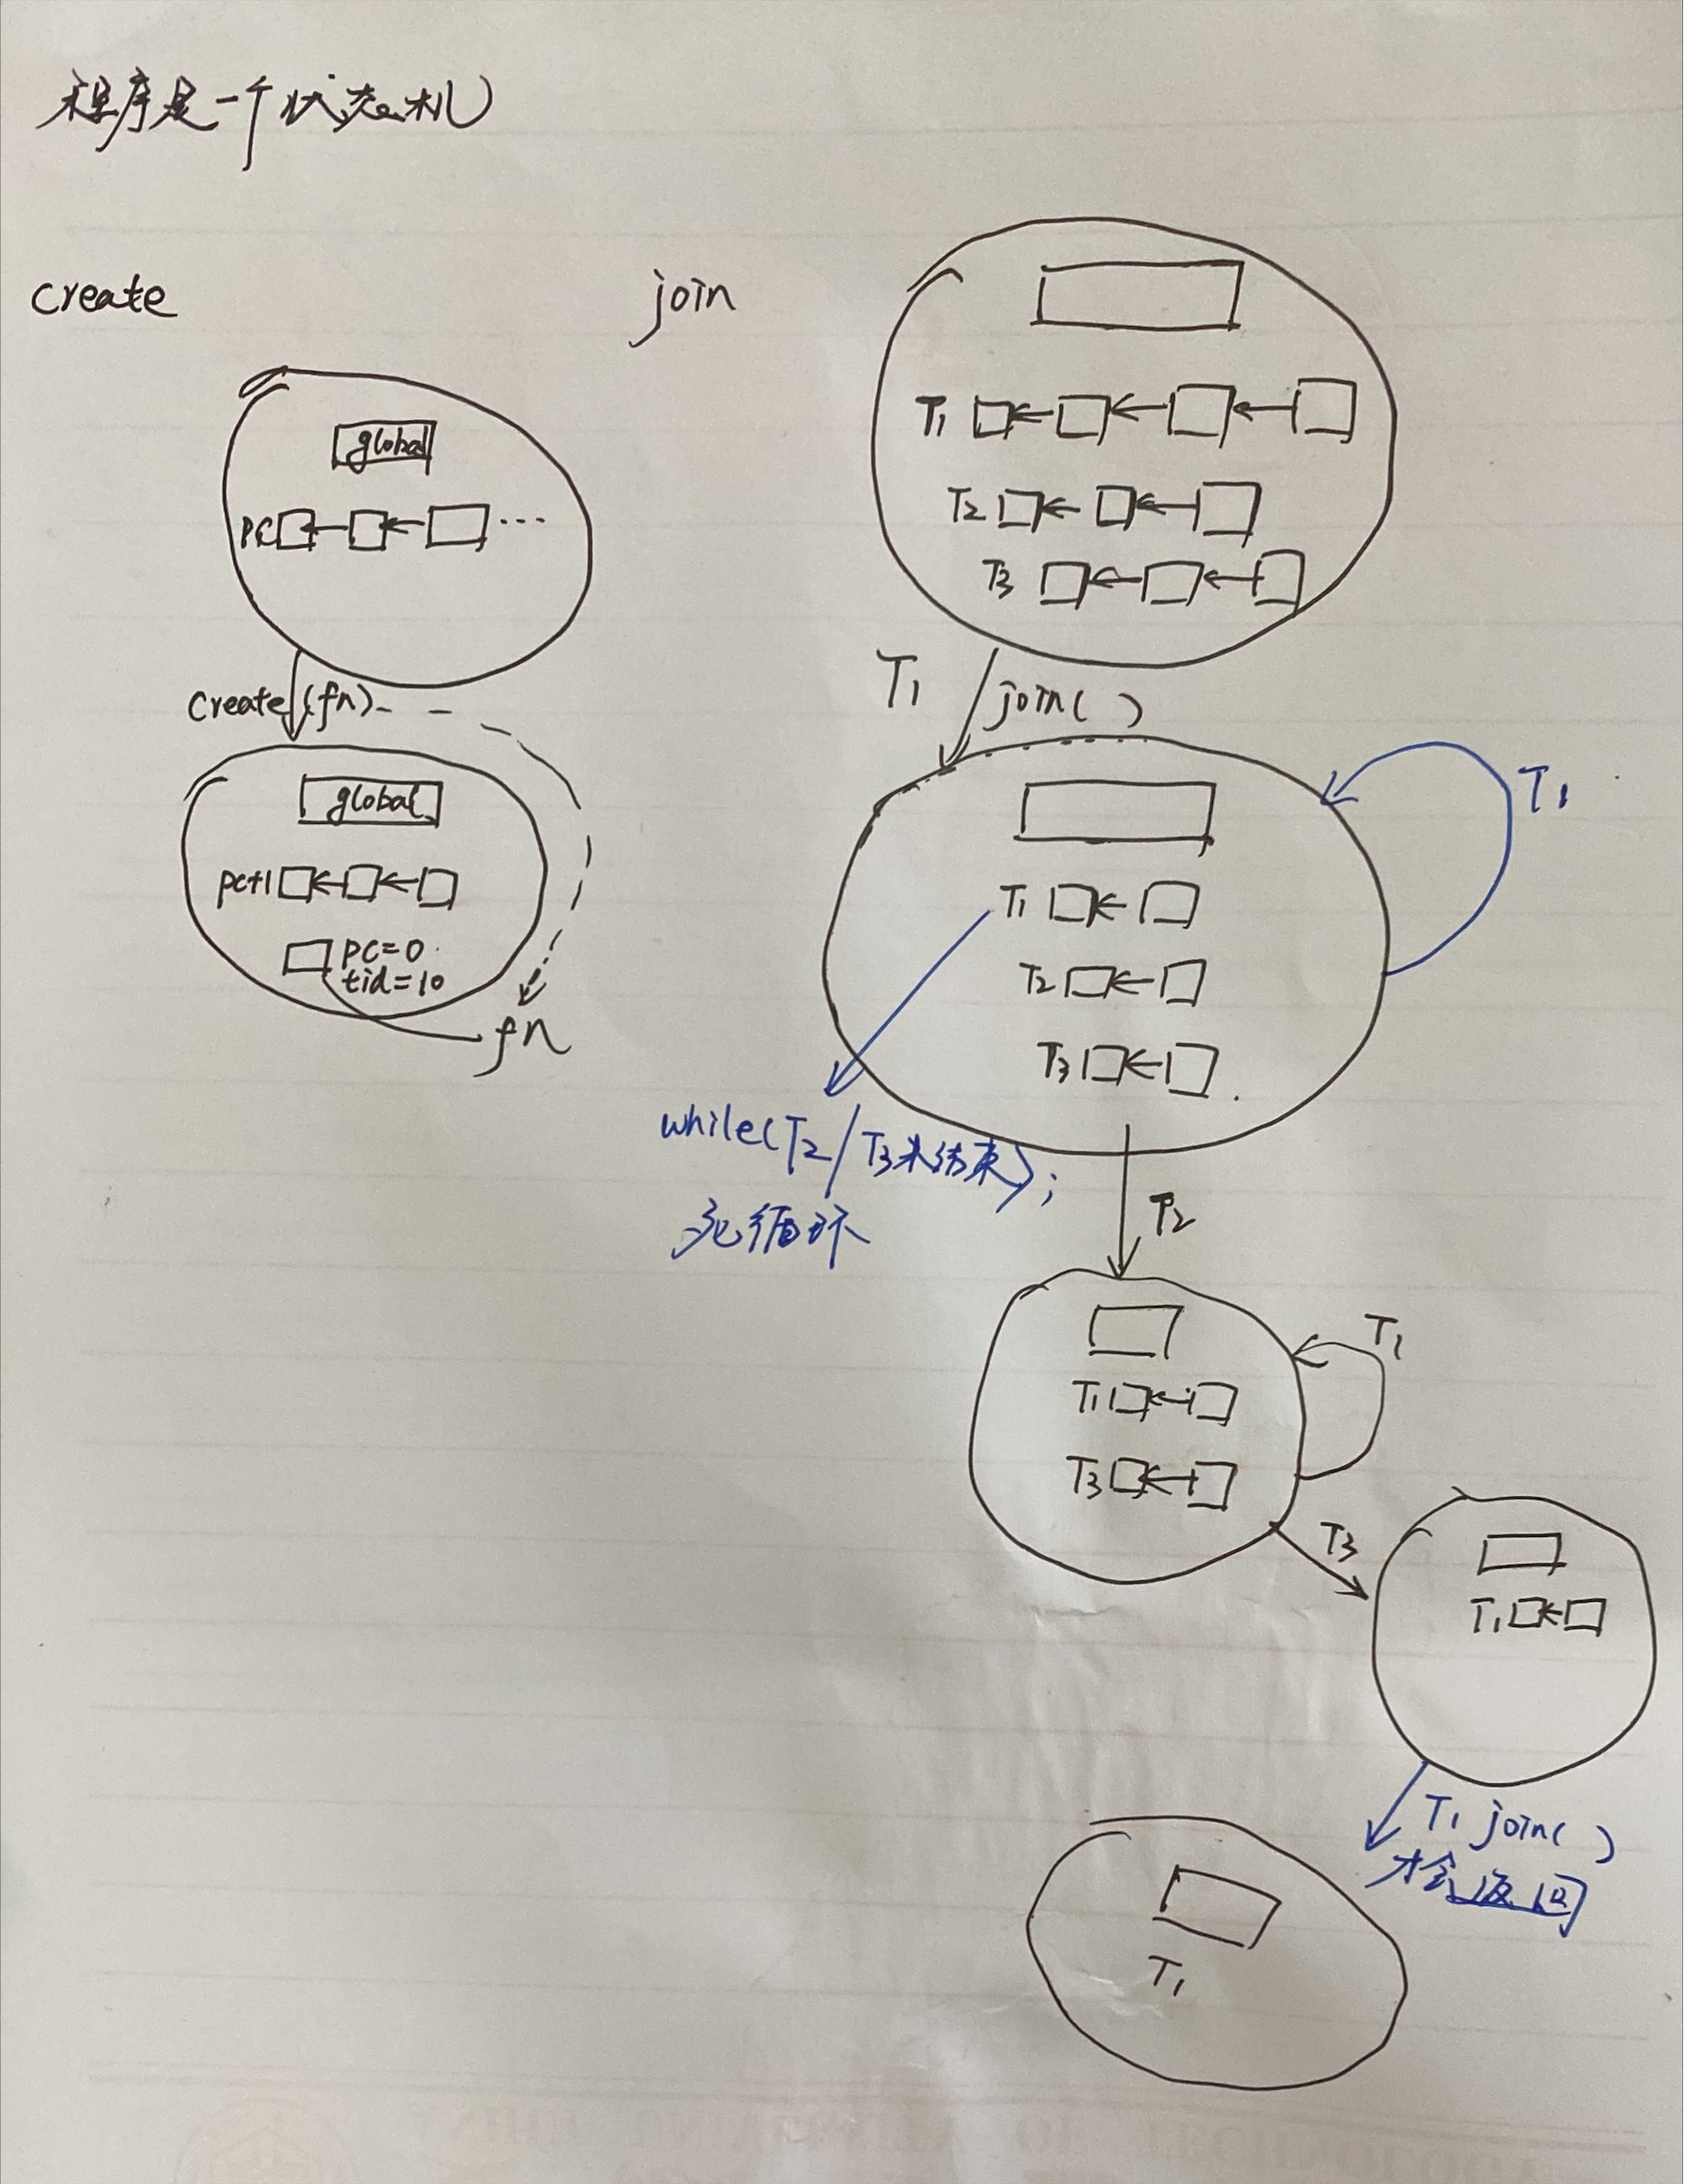 程序是一个状态机
create
global
PC
...
create(fn)
global
pc+1
pc=0
tid=10
fn
join
T1
T2
T3
T1 join( )
T1
T1
T2
T3
while(T2/T3未结束);
死循环
T2
T1
T1
T3
T3
T1
T1 join( )
才会返回
T1